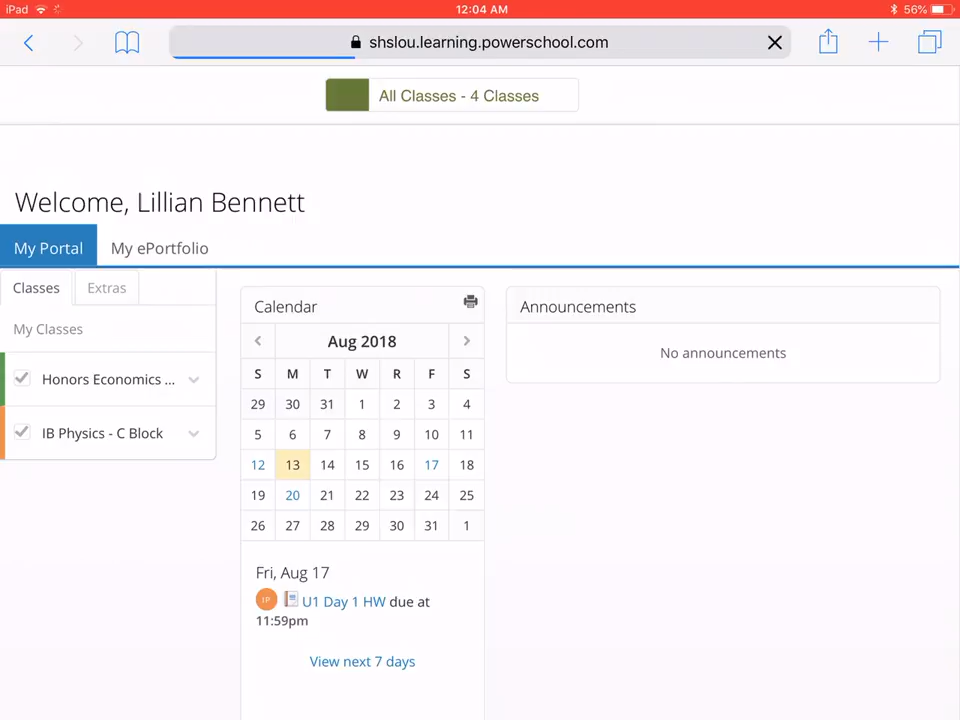 iPad 12:04 AM 56%
shslou.learning.powerschool.com
All Classes - 4 Classes
Welcome, Lillian Bennett
My Portal My ePortfolio
Classes Extras
My Classes
Honors Economics ...
IB Physics - C Block
Calendar
Aug 2018
S M T W R F S
29 30 31 1 2 3 4
5 6 7 8 9 10 11
12 13 14 15 16 17 18
19 20 21 22 23 24 25
26 27 28 29 30 31 1
Fri, Aug 17
IP U1 Day 1 HW due at
11:59pm
View next 7 days
Announcements
No announcements